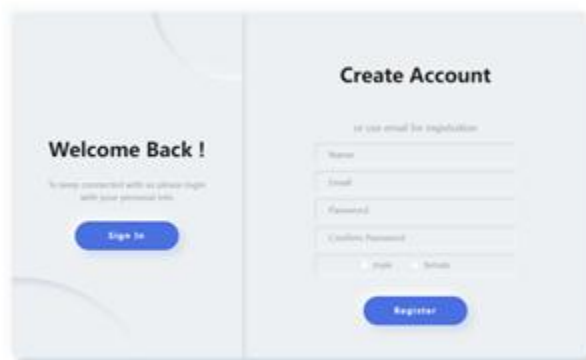 Welcome Back !
To keep connected with us please login
with your personal info
Sign In
Create Account
or use email for registration
Name
Email
Password
Confirm Password
male female
Register